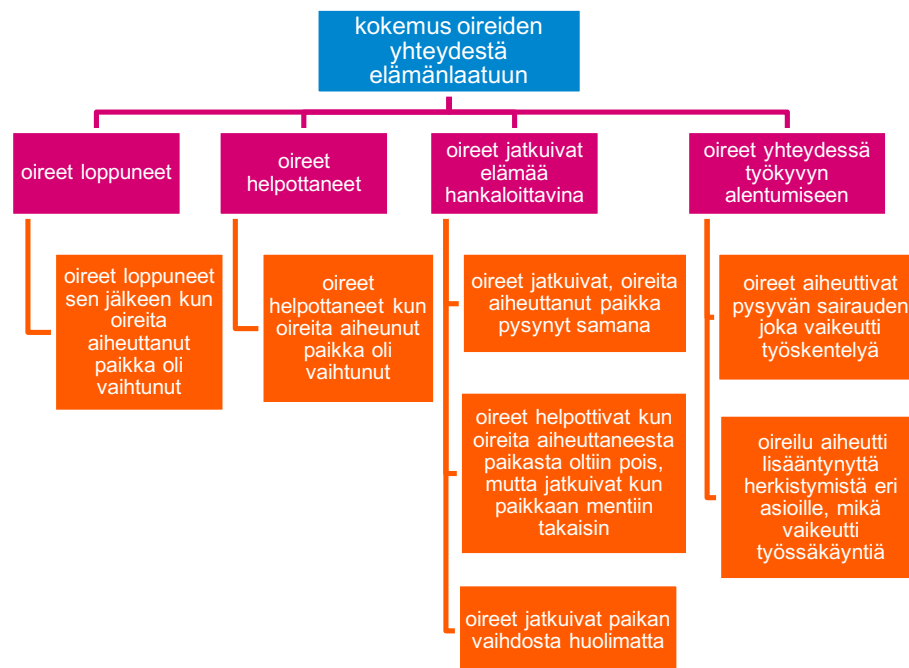 kokemus oireiden
yhteydestä
elämänlaatuun
oireet loppuneet
oireet
helpottaneet
oireet jatkuivat
elämää
hankaloittavina
oireet yhteydessä
työkyvyn
alentumiseen
oireet loppuneet
sen jälkeen kun
oireita
aiheuttanut
paikka oli
vaihtunut
oireet
helpottaneet kun
oireita aiheunut
paikka oli
vaihtunut
oireet jatkuivat, oireita
aiheuttanut paikka
pysynyt samana
oireet helpottivat kun
oireita aiheuttaneesta
paikasta oltiin pois,
mutta jatkuivat kun
paikkaan mentiin
takaisin
oireet jatkuivat paikan
vaihdosta huolimatta
oireet aiheuttivat
pysyvän sairauden
joka vaikeutti
työskentelyä
oireilu aiheutti
lisääntynyttä
herkistymistä eri
asioille, mikä
vaikeutti
työssäkäyntiä